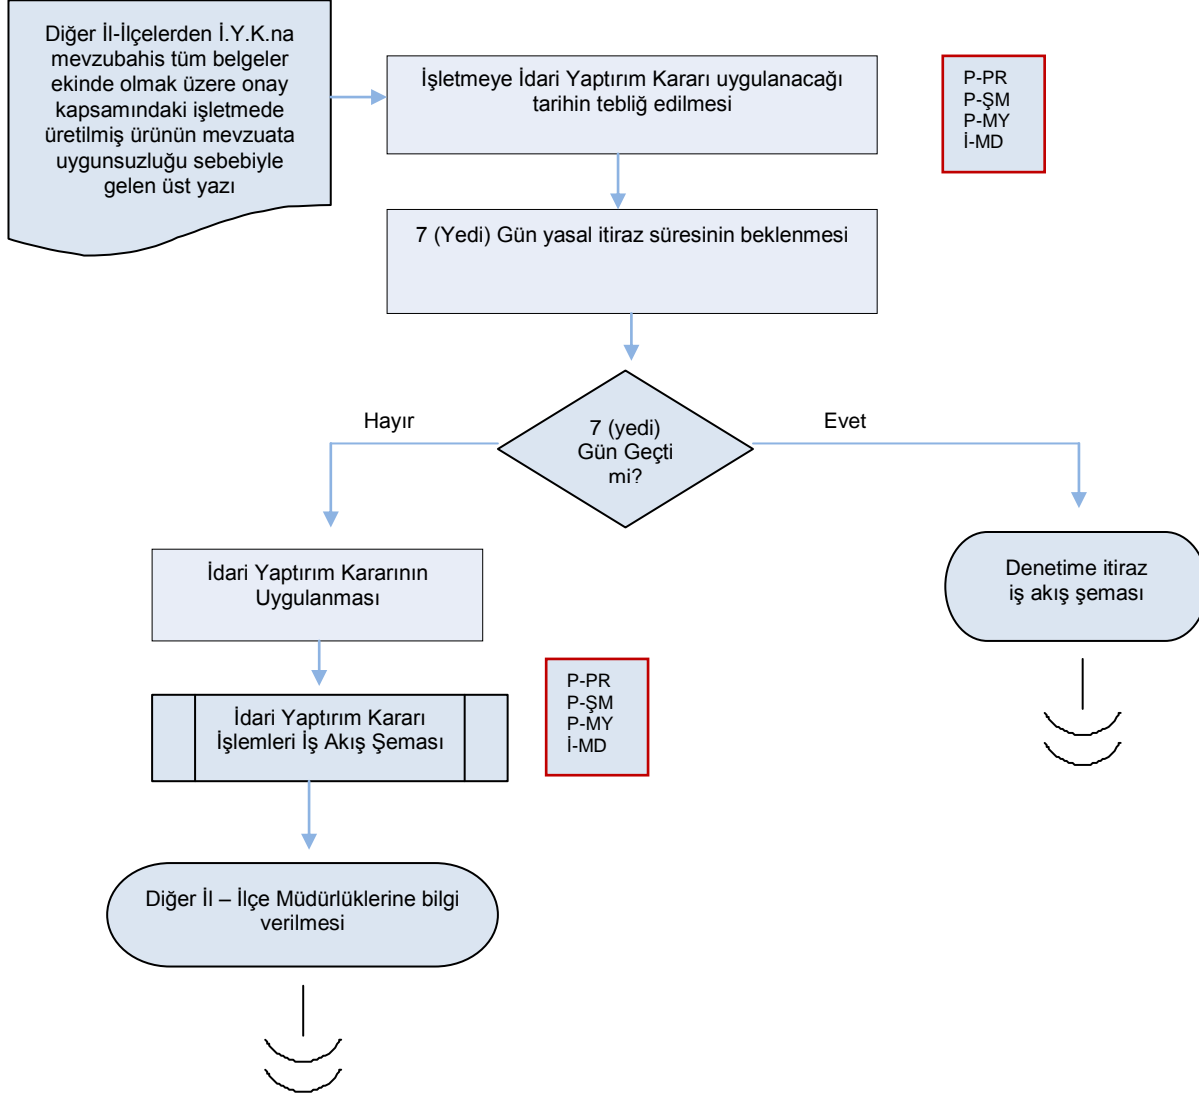 Diğer İl-İlçelerden İ.Y.K.na
mevzubahis tüm belgeler
ekinde olmak üzere onay
kapsamındaki işletmede
üretilmiş ürünün mevzuata
uygunsuzluğu sebebiyle
gelen üst yazı
İşletmeye İdari Yaptırım Kararı uygulanacağı
tarihin tebliğ edilmesi
P-PR
P-ŞM
P-MY
İ-MD
7 (Yedi) Gün yasal itiraz süresinin beklenmesi
7 (yedi)
Gün Geçti
mi?
Hayır
Evet
İdari Yaptırım Kararının
Uygulanması
Denetime itiraz
iş akış şeması
İdari Yaptırım Kararı
İşlemleri İş Akış Şeması
P-PR
P-ŞM
P-MY
İ-MD
Diğer İl – İlçe Müdürlüklerine bilgi
verilmesi